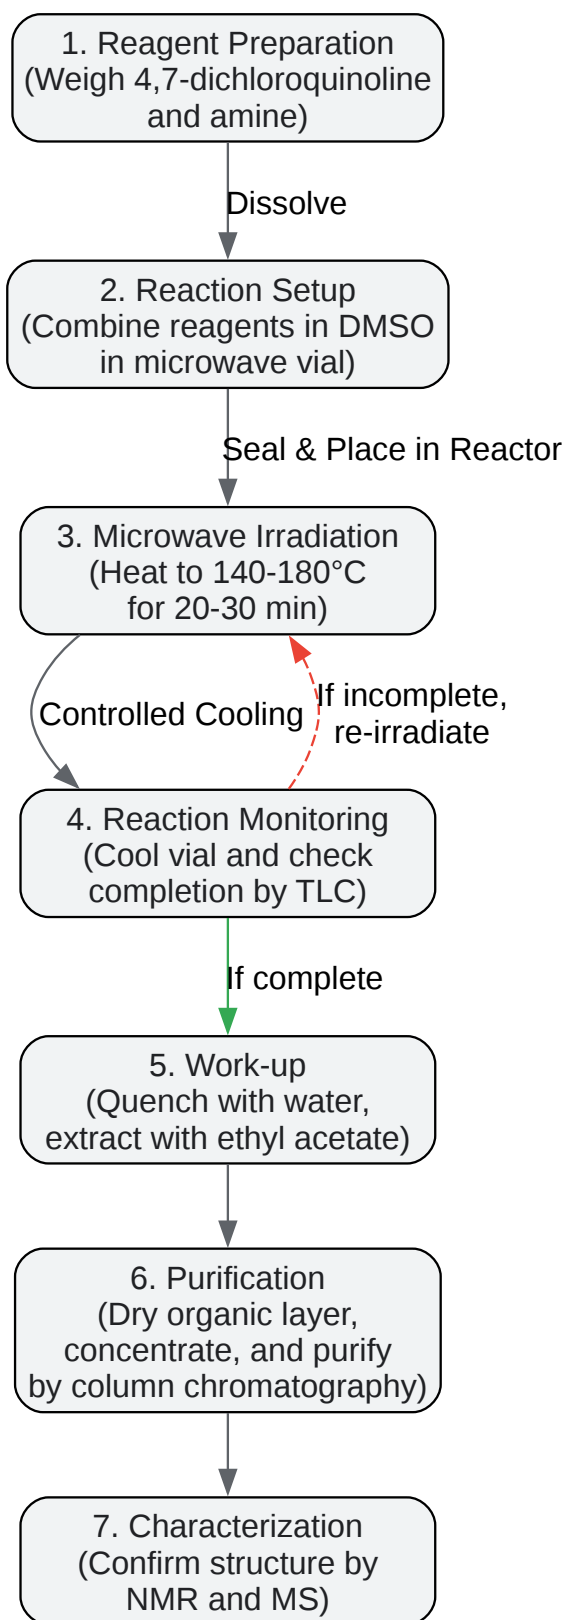 1. Reagent Preparation
(Weigh 4,7-dichloroquinoline
and amine)
Dissolve
2. Reaction Setup
(Combine reagents in DMSO
in microwave vial)
Seal & Place in Reactor
3. Microwave Irradiation
(Heat to 140-180°C
for 20-30 min)
Controlled Cooling
If incomplete,
re-irradiate
4. Reaction Monitoring
(Cool vial and check
completion by TLC)
If complete
5. Work-up
(Quench with water,
extract with ethyl acetate)
6. Purification
(Dry organic layer,
concentrate, and purify
by column chromatography)
7. Characterization
(Confirm structure by
NMR and MS)